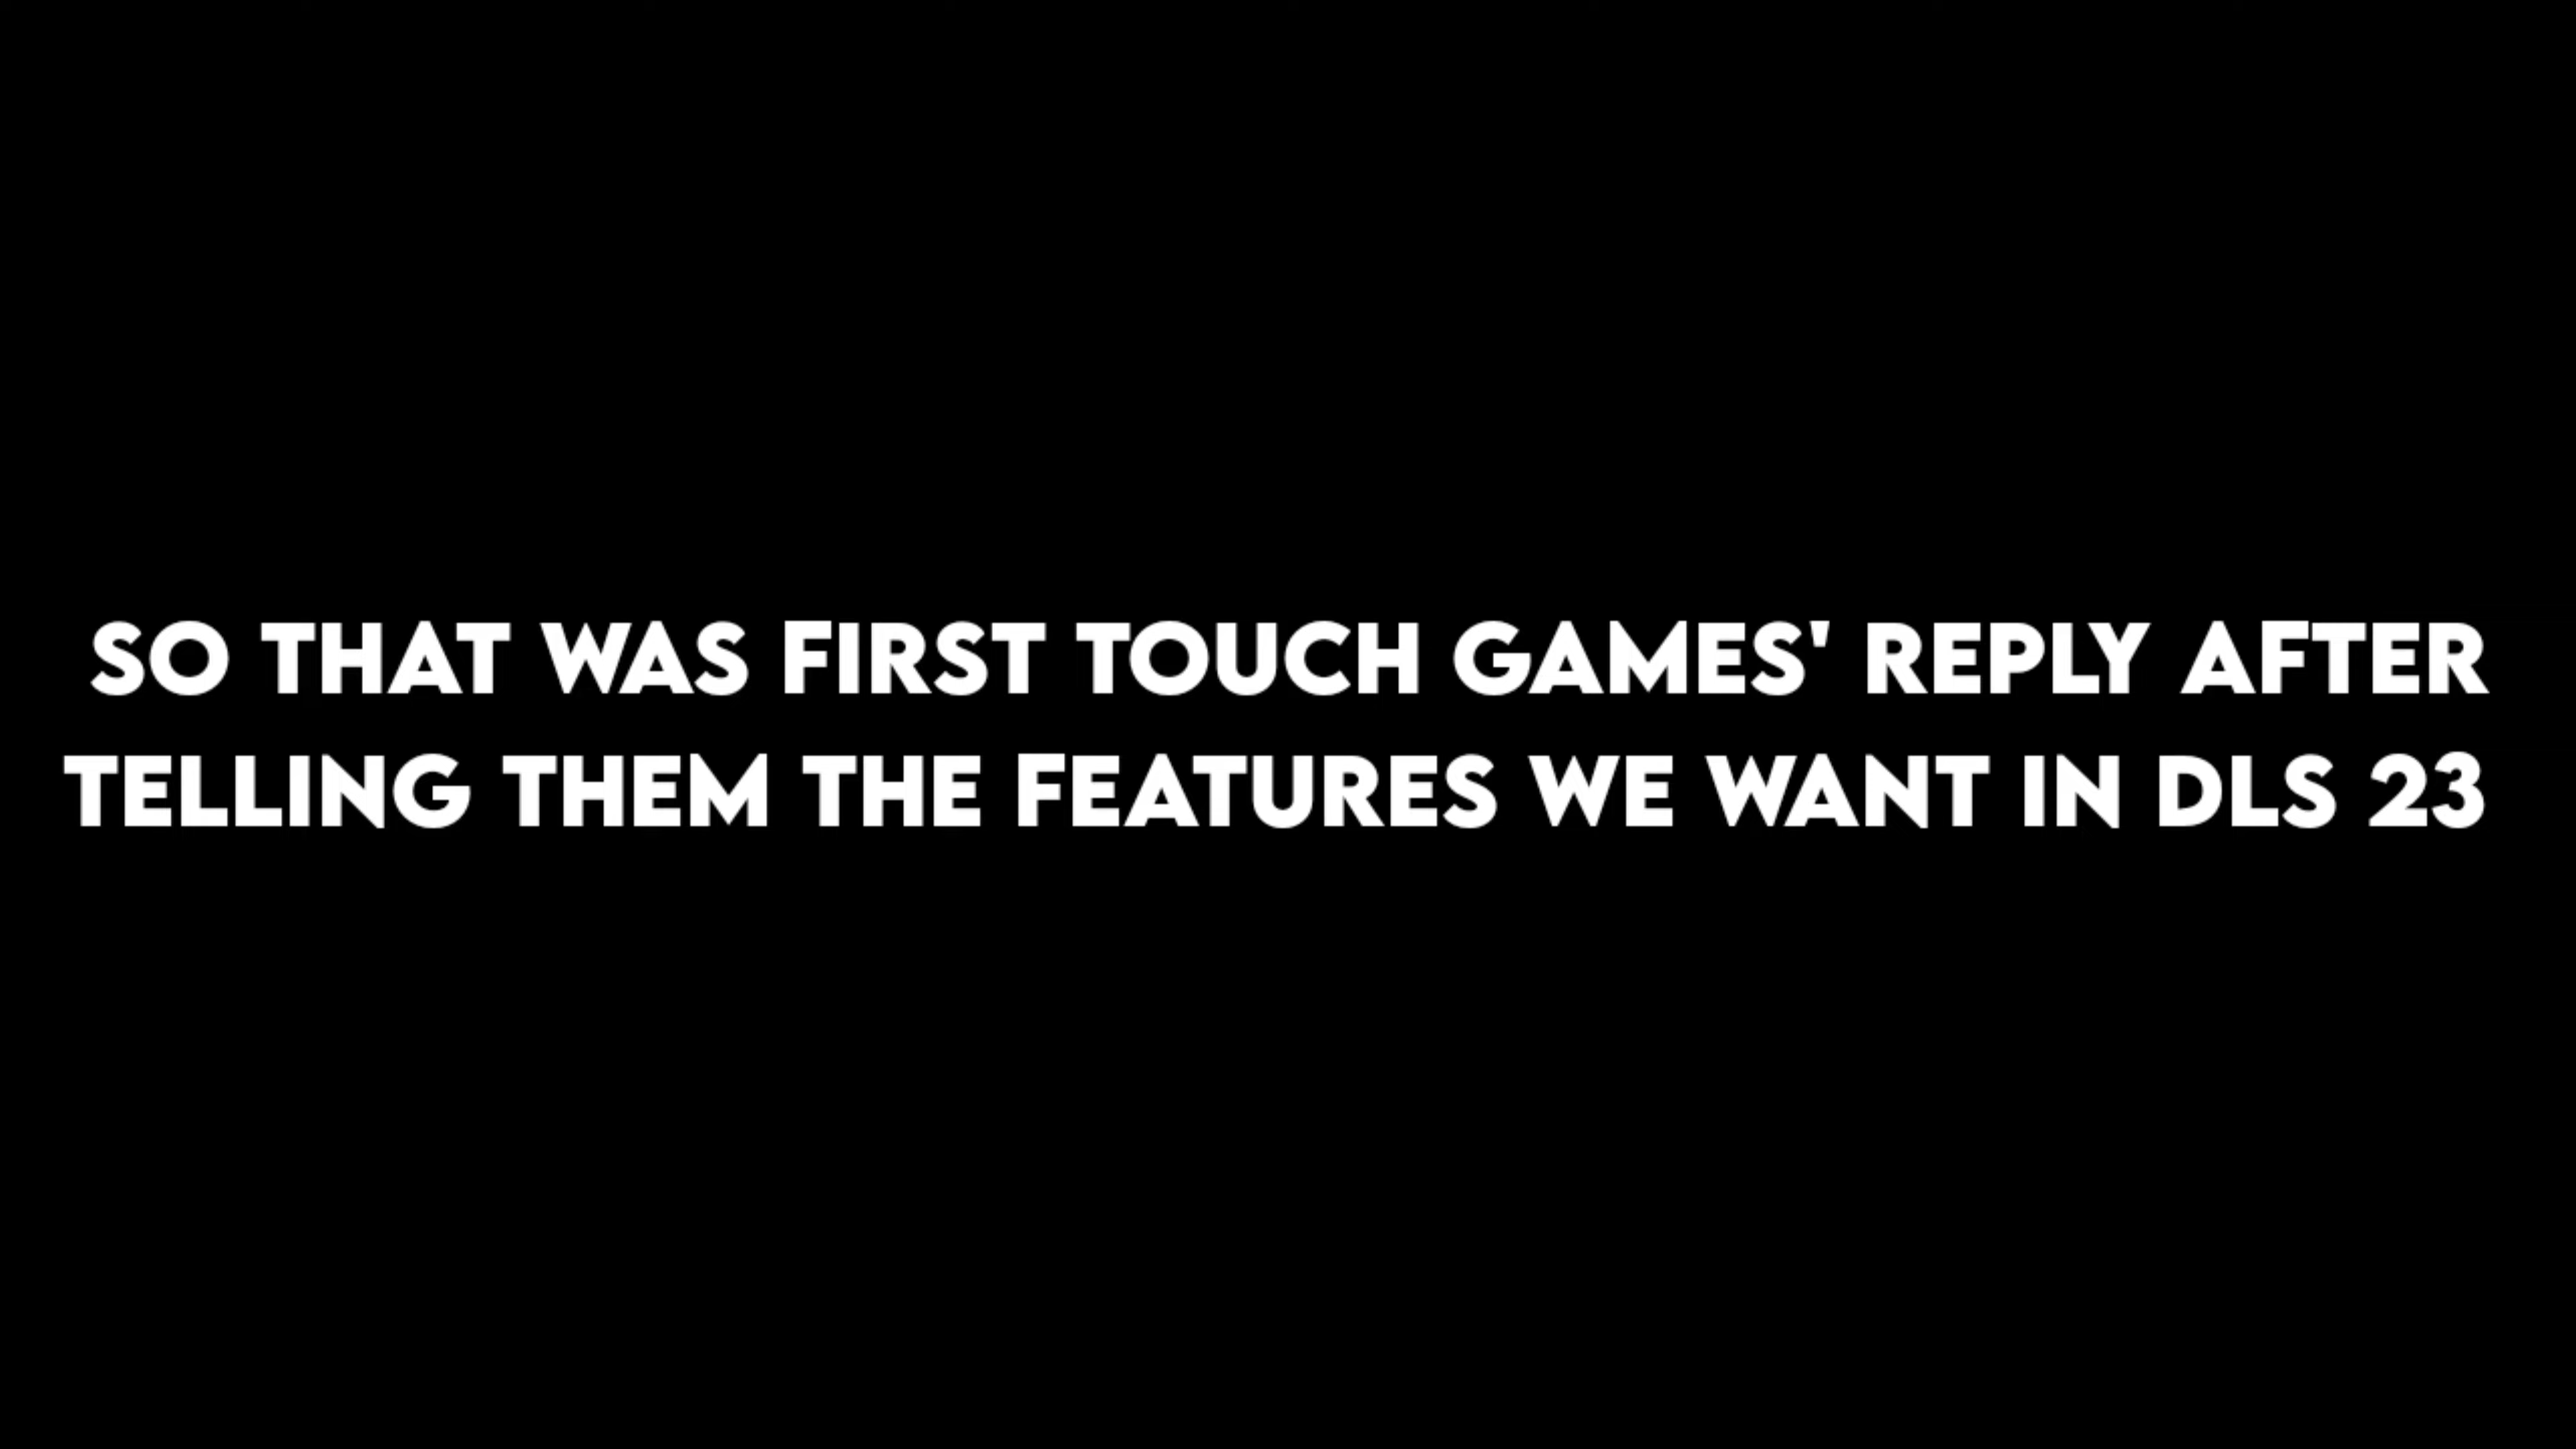 SO THAT WAS FIRST TOUCH GAMES' REPLY AFTER
TELLING THEM THE FEATURES WE WANT IN DLS 23